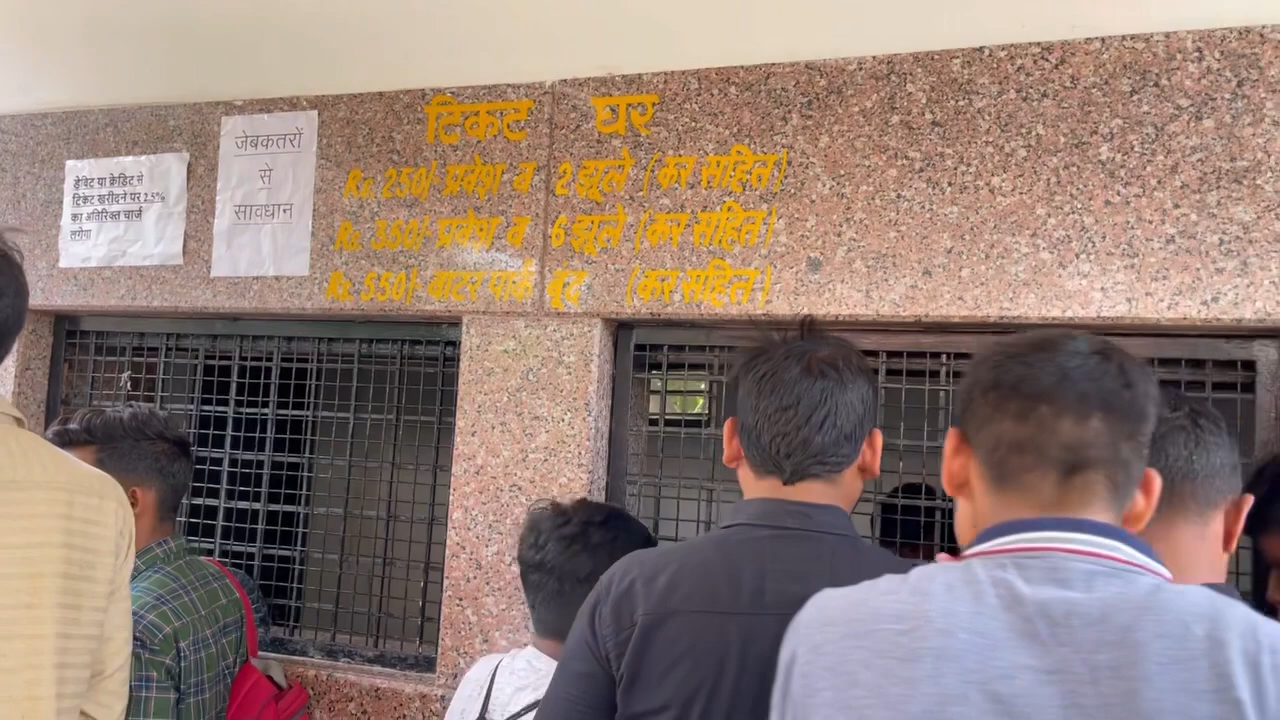 टिकट घर
Rs. 250/- प्रवेश व 2 झूले (कर सहित)
Rs. 350/- प्रवेश व 6 झूले (कर सहित)
Rs. 550/- वाटर पार्क बूंद (कर सहित)
जेबकतरों
से
सावधान
डेबिट या क्रेडिट से
टिकट खरीदने पर 2.5%
का अतिरिक्त चार्ज
लगेगा